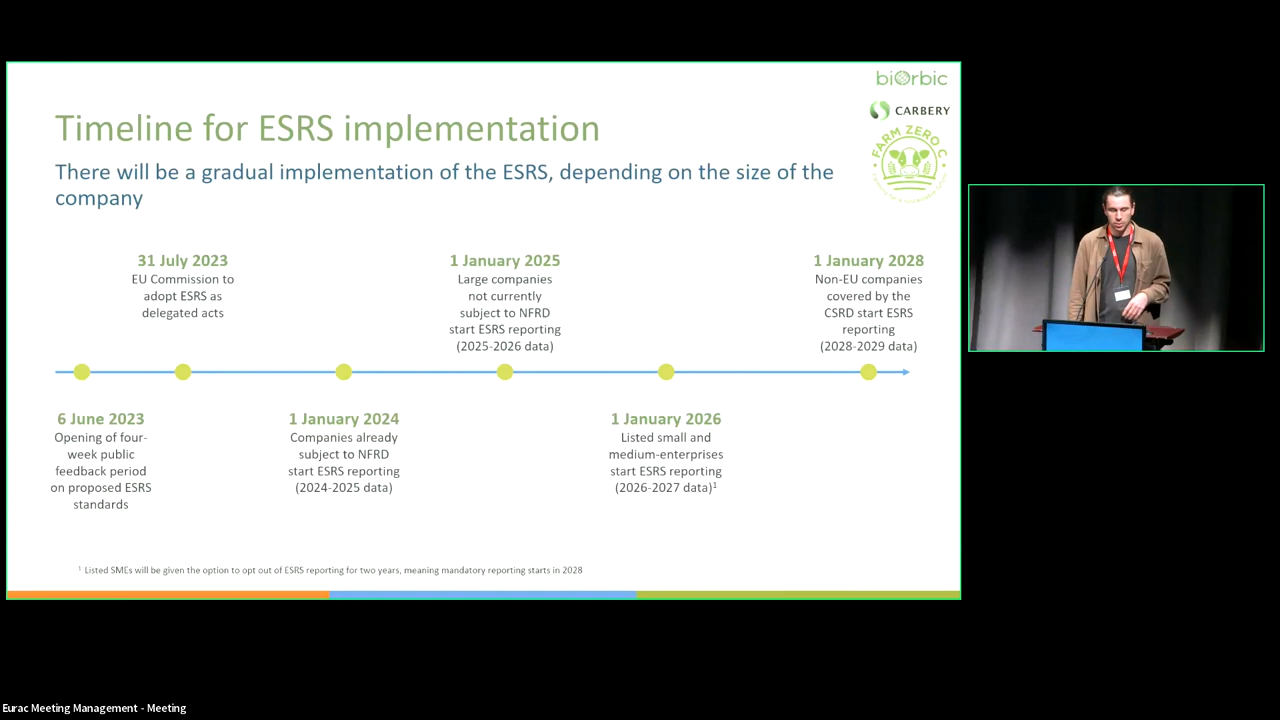 biOrbic
CARBERY
FARM ZERO C
Timeline for ESRS implementation
There will be a gradual implementation of the ESRS, depending on the size of the
company
31 July 2023
EU Commission to
adopt ESRS as
delegated acts
1 January 2025
Large companies
not currently
subject to NFRD
start ESRS reporting
(2025-2026 data)
1 January 2028
Non-EU companies
covered by the
CSRD start ESRS
reporting
(2028-2029 data)
6 June 2023
Opening of four-
week public
feedback period
on proposed ESRS
standards
1 January 2024
Companies already
subject to NFRD
start ESRS reporting
(2024-2025 data)
1 January 2026
Listed small and
medium-enterprises
start ESRS reporting
(2026-2027 data)¹
¹ Listed SMEs will be given the option to opt out of ESRS reporting for two years, meaning mandatory reporting starts in 2028
Eurac Meeting Management - Meeting